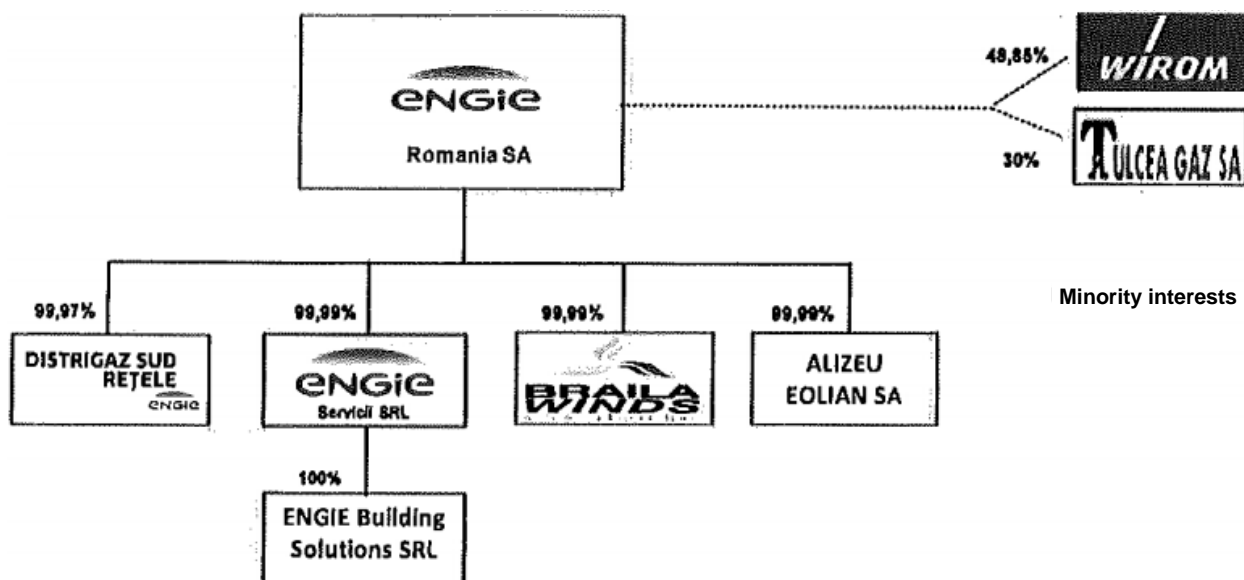 ENGIE
Romania SA
49,85%
WIROM
30%
TULCEA GAZ SA
99,97%
99,99%
99,99%
99,99%
Minority interests
DISTRIGAZ SUD
REȚELE
ENGIE
ENGIE
Servicii SRL
BRAILA
WINDS
ALIZEU
EOLIAN SA
100%
ENGIE Building
Solutions SRL